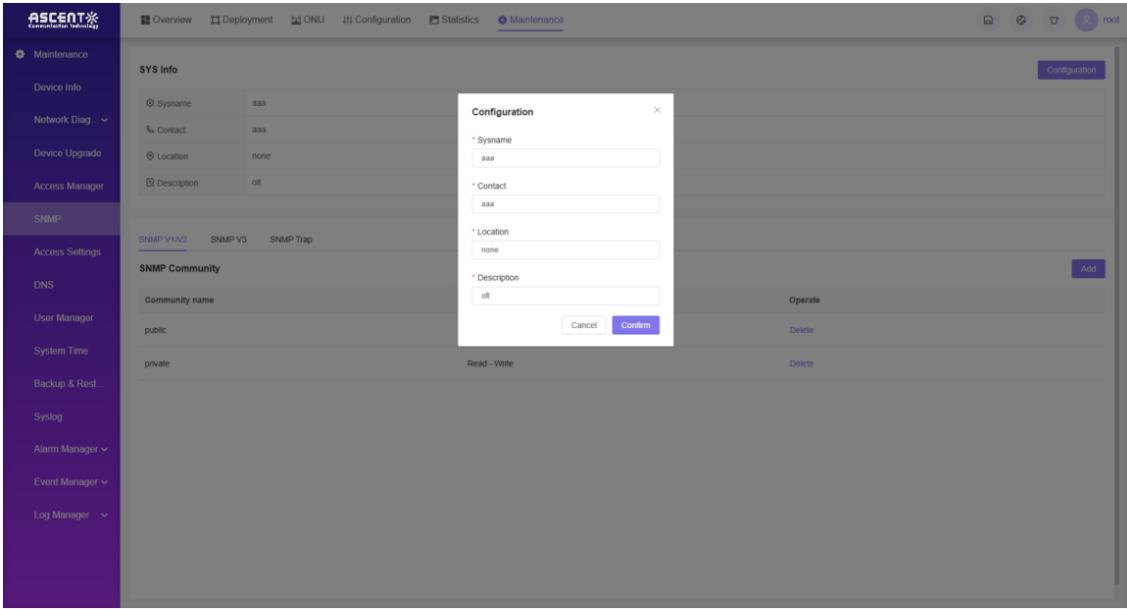 ASCENT
Communication Technology
Overview Deployment ONU Configuration Statistics Maintenance root
Maintenance
Device Info
Network Diag...
Device Upgrade
Access Manager
SNMP
Access Settings
DNS
User Manager
System Time
Backup & Rest...
Syslog
Alarm Manager
Event Manager
Log Manager
SYS Info
Configuration
Sysname aaa
Contact aaa
Location none
Description olt
SNMP V1/V2 SNMP V3 SNMP Trap
SNMP Community
Add
Community name Operate
public Delete
private Read - Write Delete
Configuration
* Sysname
aaa
* Contact
aaa
* Location
none
* Description
olt
Cancel Confirm